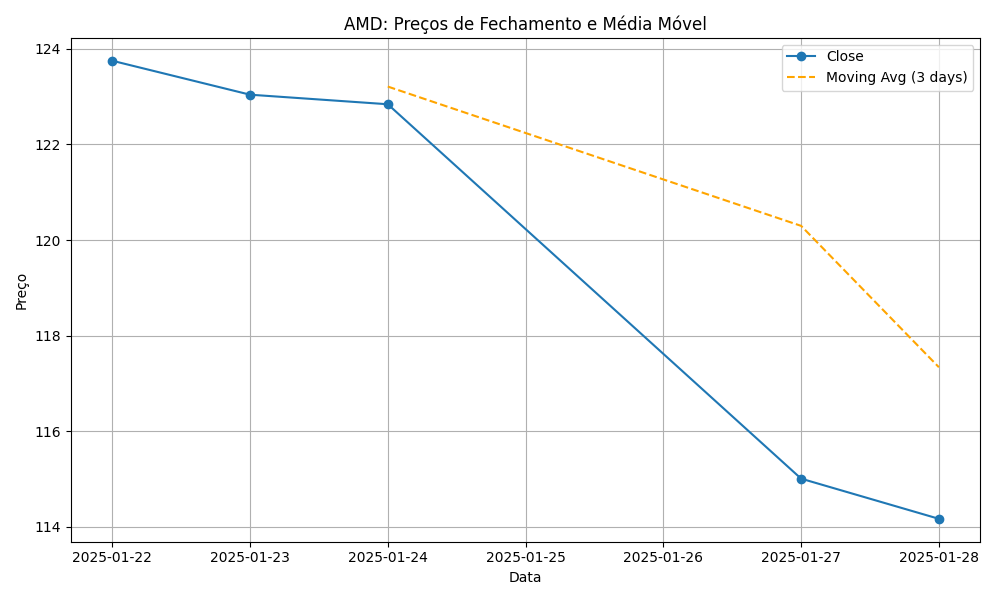 AMD: Preços de Fechamento e Média Móvel
Close
Moving Avg (3 days)
Preço
124
122
120
118
116
114
2025-01-22
2025-01-23
2025-01-24
2025-01-25
2025-01-26
2025-01-27
2025-01-28
Data